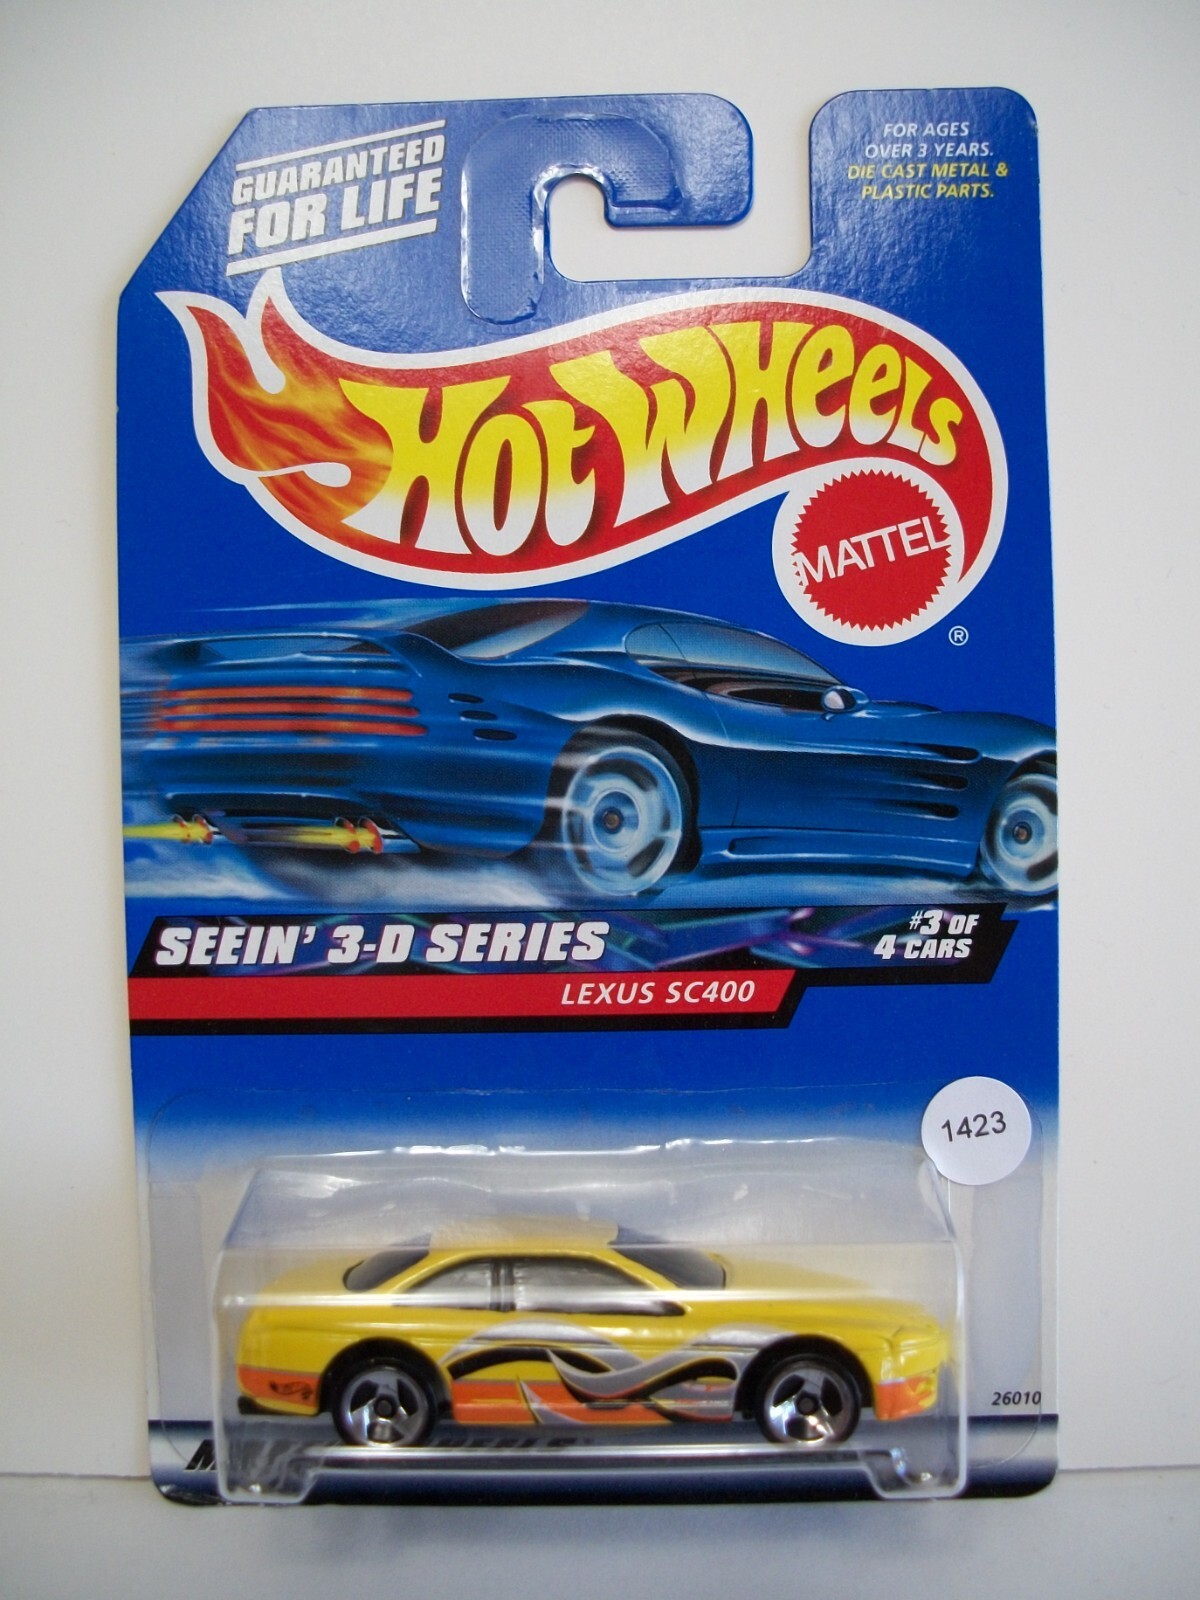 GUARANTEED
FOR LIFE
FOR AGES
OVER 3 YEARS.
DIE CAST METAL &
PLASTIC PARTS.
HOT WHEELS
MATTEL
®
SEEIN' 3-D SERIES
#3 OF
4 CARS
LEXUS SC400
1423
26010